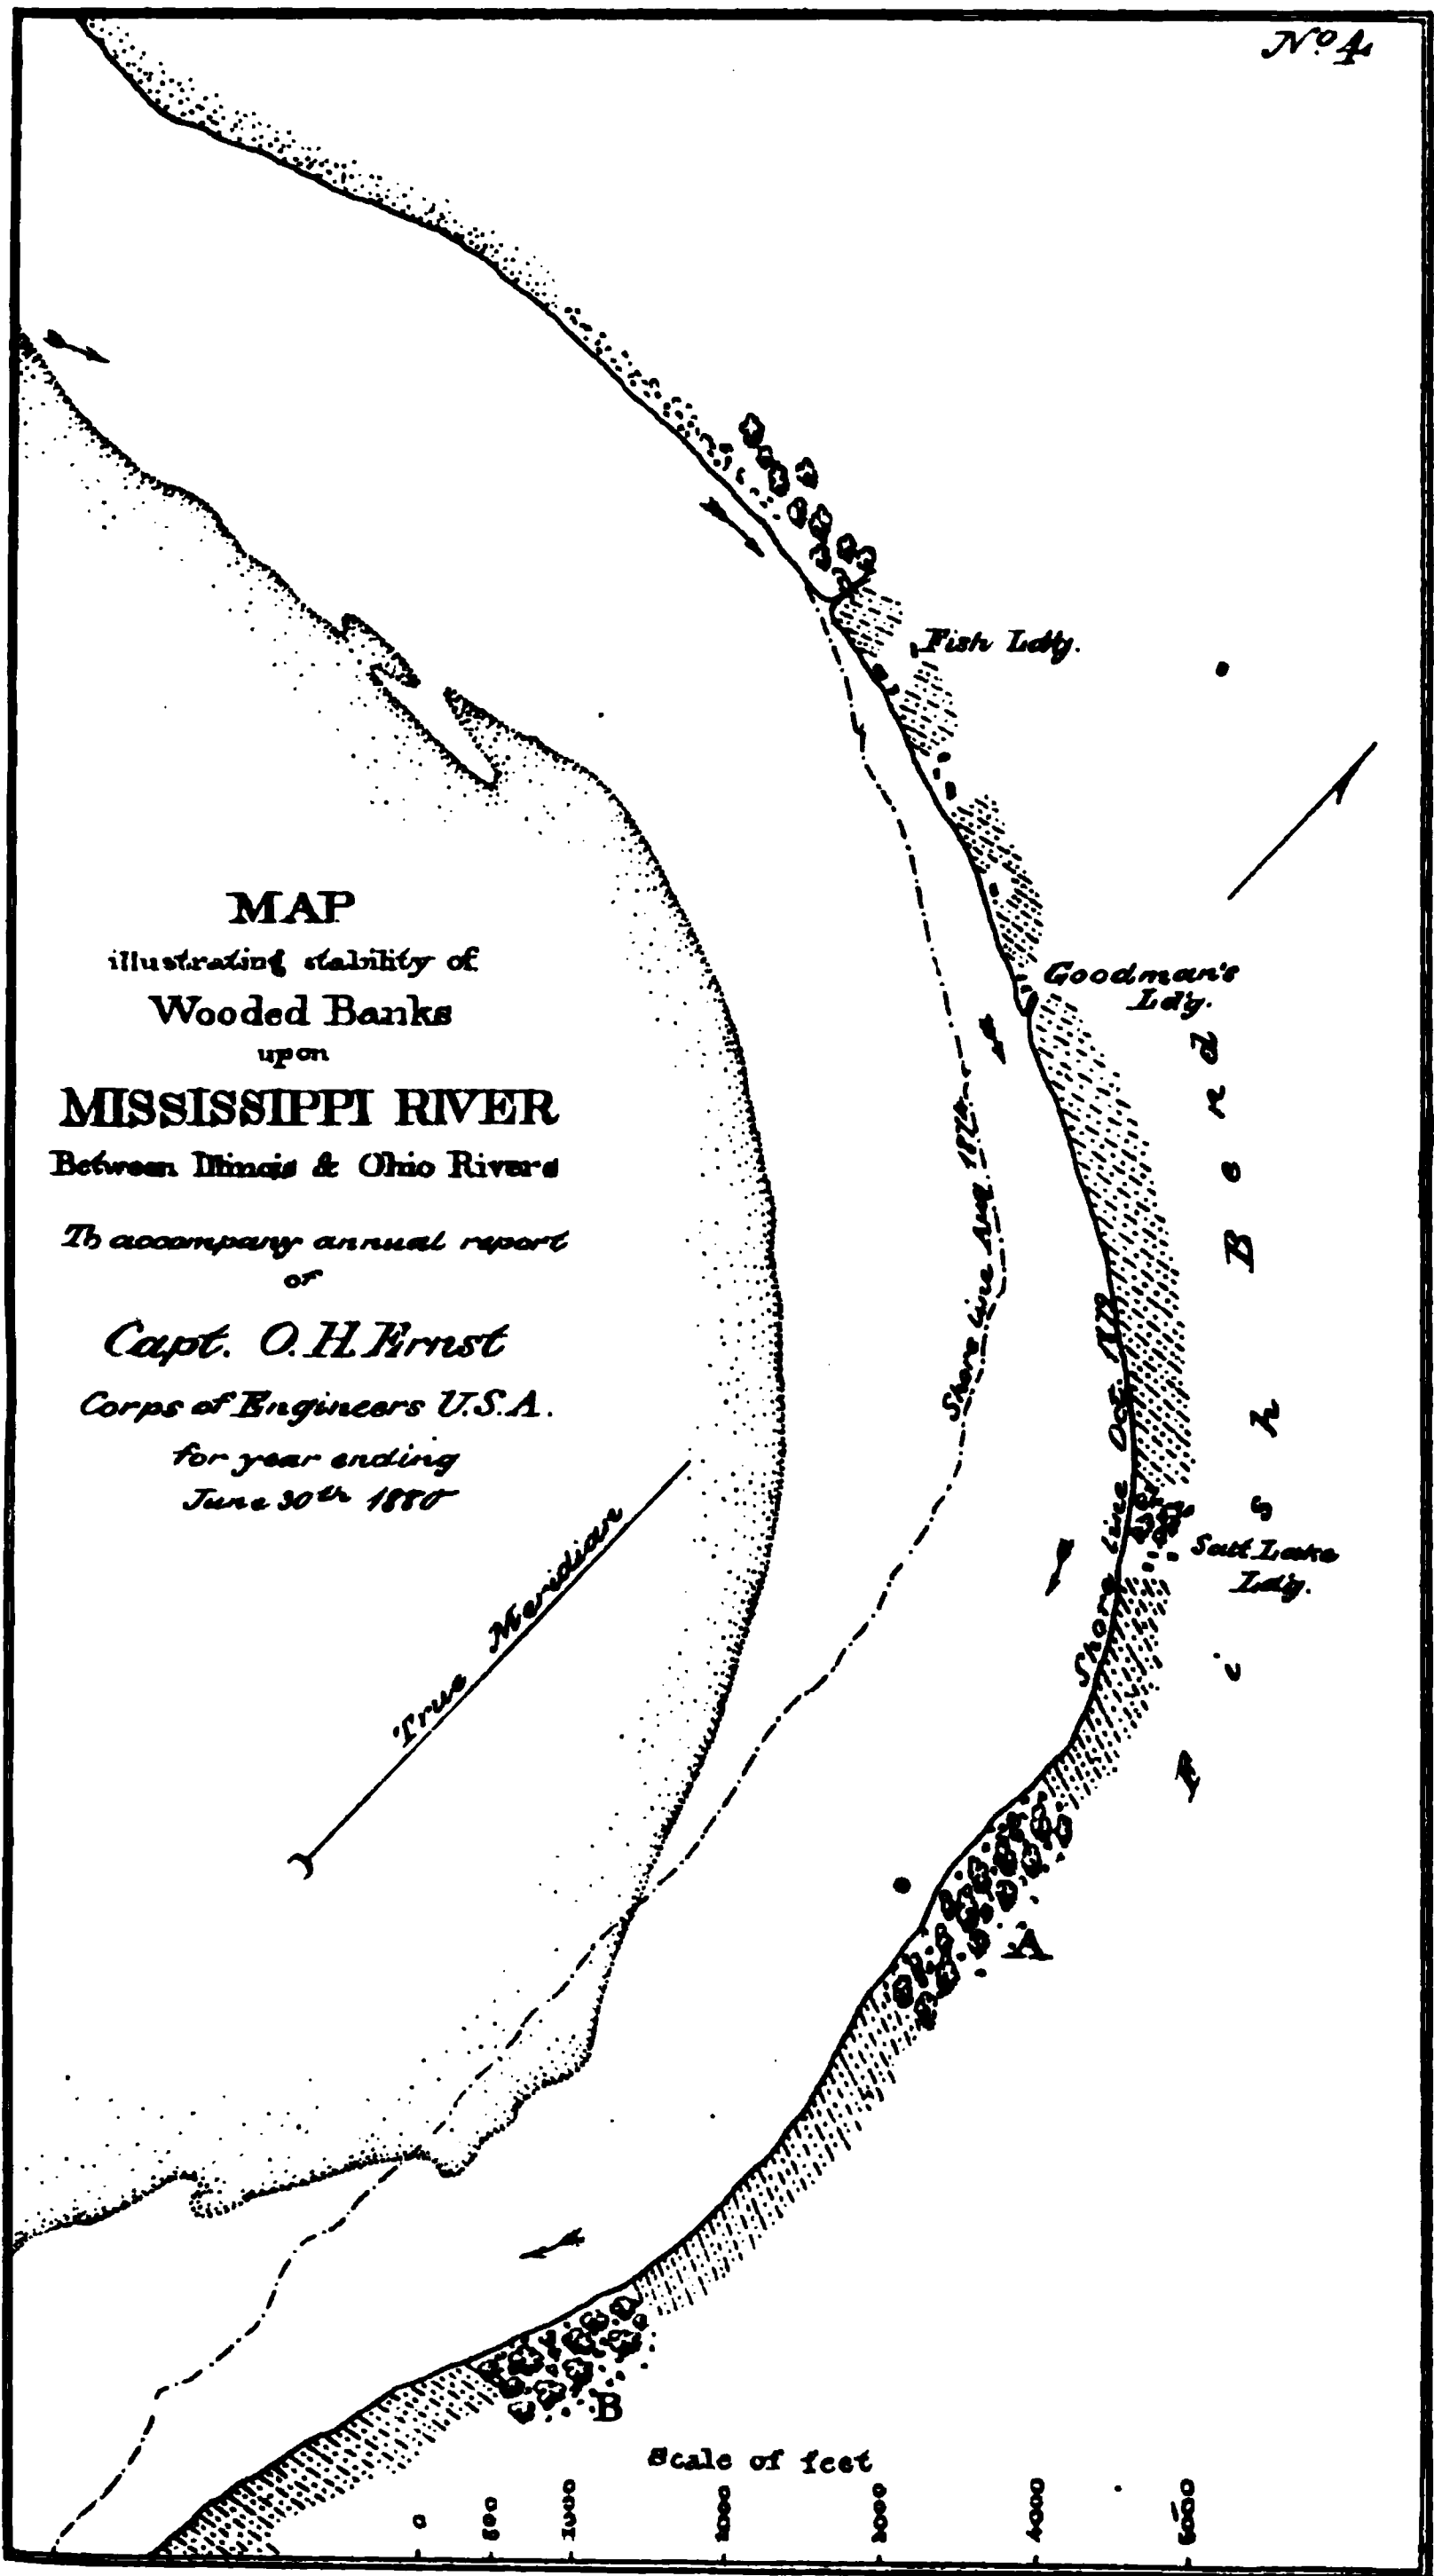 No 4
Fish Ldg.
Goodman's
Ldg.
Fish Bend
Salt Lake
Ldg.
Shore Line Aug. 1874
Shore Line Oct. 1879
MAP
illustrating stability of
Wooded Banks
upon
MISSISSIPPI RIVER
Between Illinois & Ohio Rivers
To accompany annual report
of
Capt. O. H Ernst
Corps of Engineers U.S.A.
for year ending
June 30th 1880
True Meridian
A
B
Scale of feet
0 500 1000 2000 3000 4000 5000